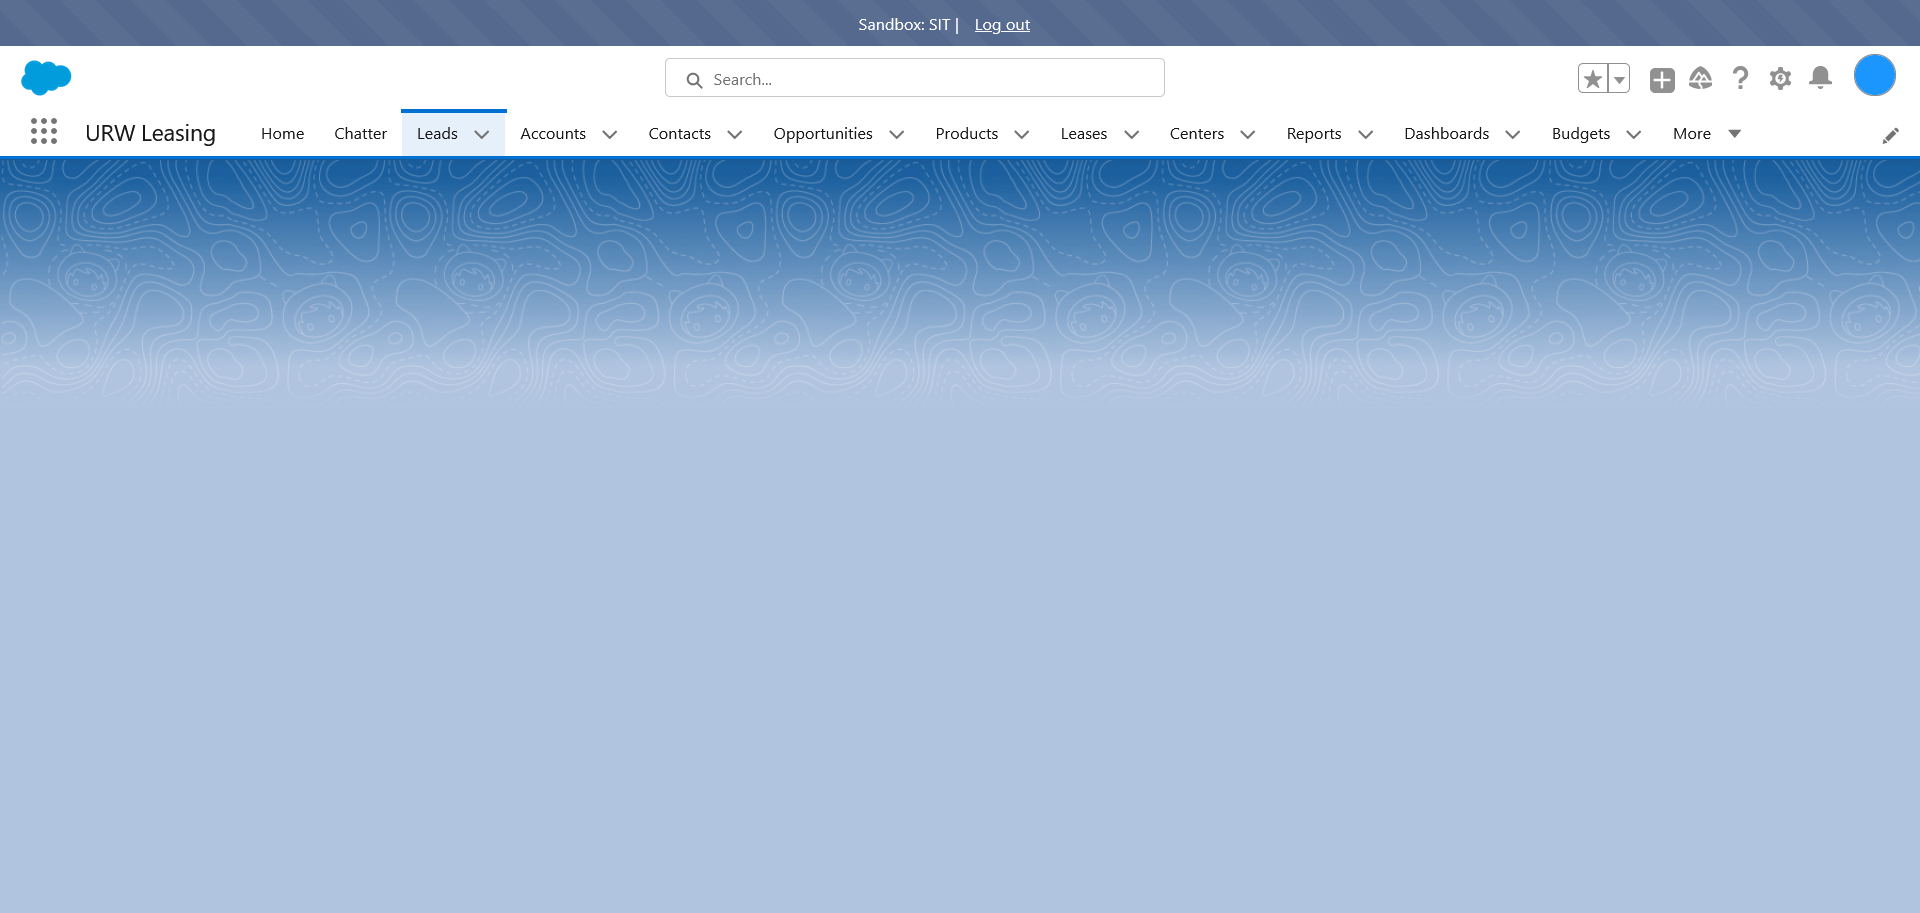 Sandbox: SIT | Log out
Search...
URW Leasing Home Chatter Leads Accounts Contacts Opportunities Products Leases Centers Reports Dashboards Budgets More